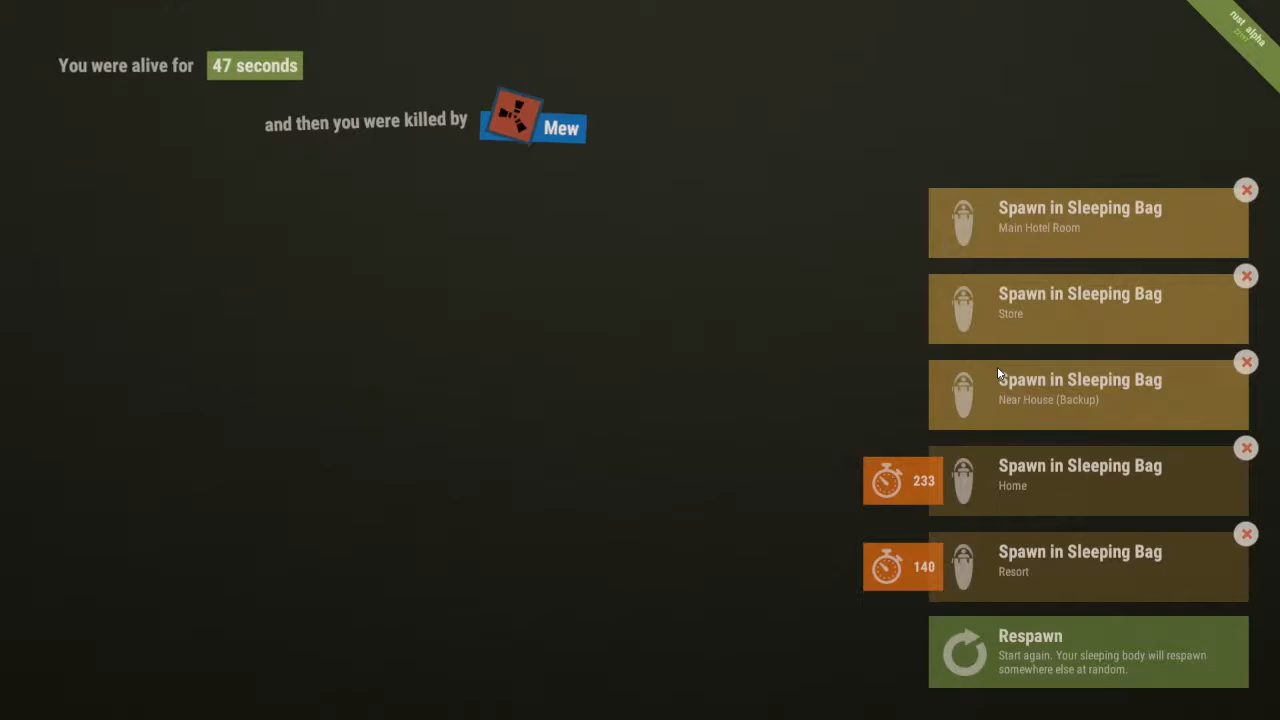 You were alive for 47 seconds
and then you were killed by Mew
rust alpha
Spawn in Sleeping Bag
Main Hotel Room
Spawn in Sleeping Bag
Store
Spawn in Sleeping Bag
Near House (Backup)
233
Spawn in Sleeping Bag
Home
140
Spawn in Sleeping Bag
Resort
Respawn
Start again. Your sleeping body will respawn
somewhere else at random.